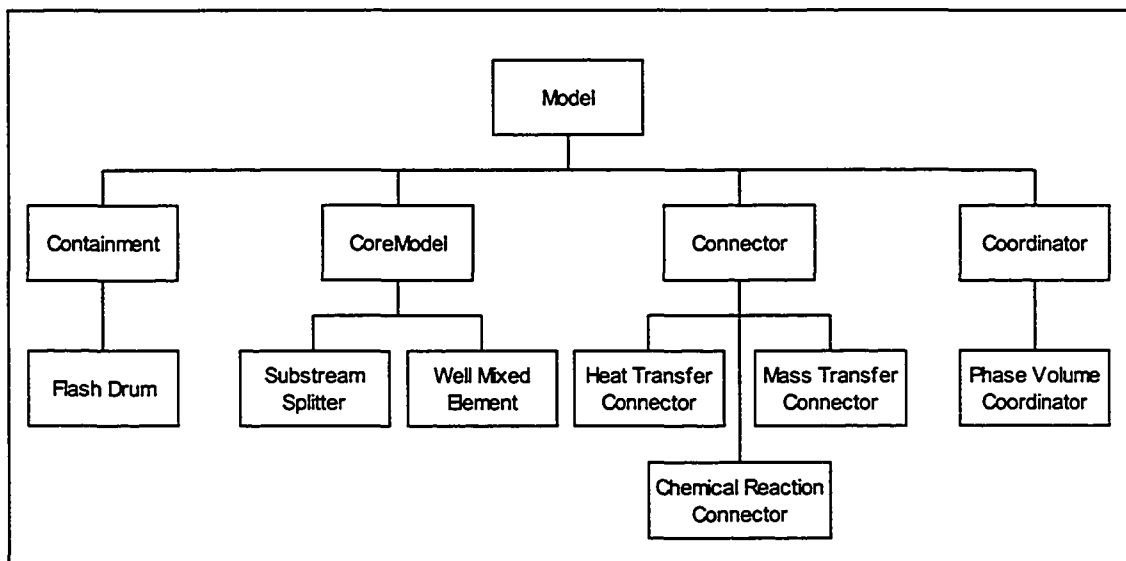 Model
Containment
CoreModel
Connector
Coordinator
Flash Drum
Substream
Splitter
Well Mixed
Element
Heat Transfer
Connector
Mass Transfer
Connector
Phase Volume
Coordinator
Chemical Reaction
Connector